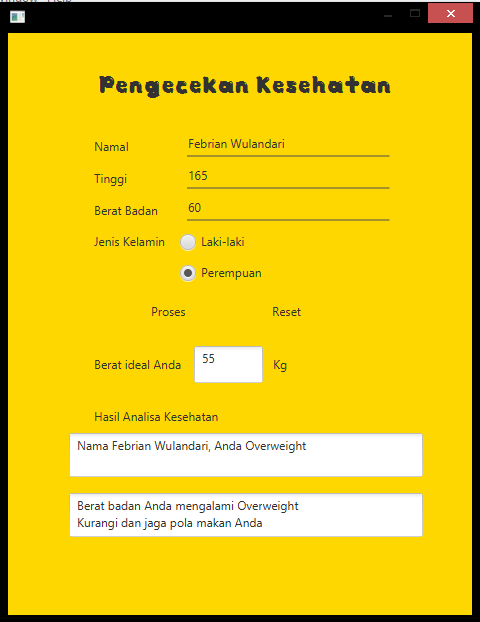 Pengecekan Kesehatan
Namal Febrian Wulandari
Tinggi 165
Berat Badan 60
Jenis Kelamin Laki-laki
Perempuan
Proses Reset
Berat ideal Anda 55 Kg
Hasil Analisa Kesehatan
Nama Febrian Wulandari, Anda Overweight
Berat badan Anda mengalami Overweight
Kurangi dan jaga pola makan Anda